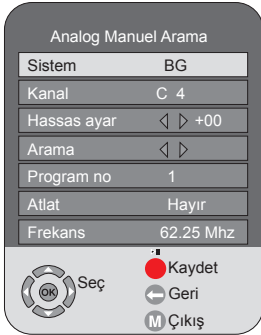 Analog Manuel Arama
Sistem BG
Kanal C 4
Hassas ayar +00
Arama
Program no 1
Atlat Hayır
Frekans 62.25 Mhz
Kaydet
OK Seç
Geri
M Çıkış